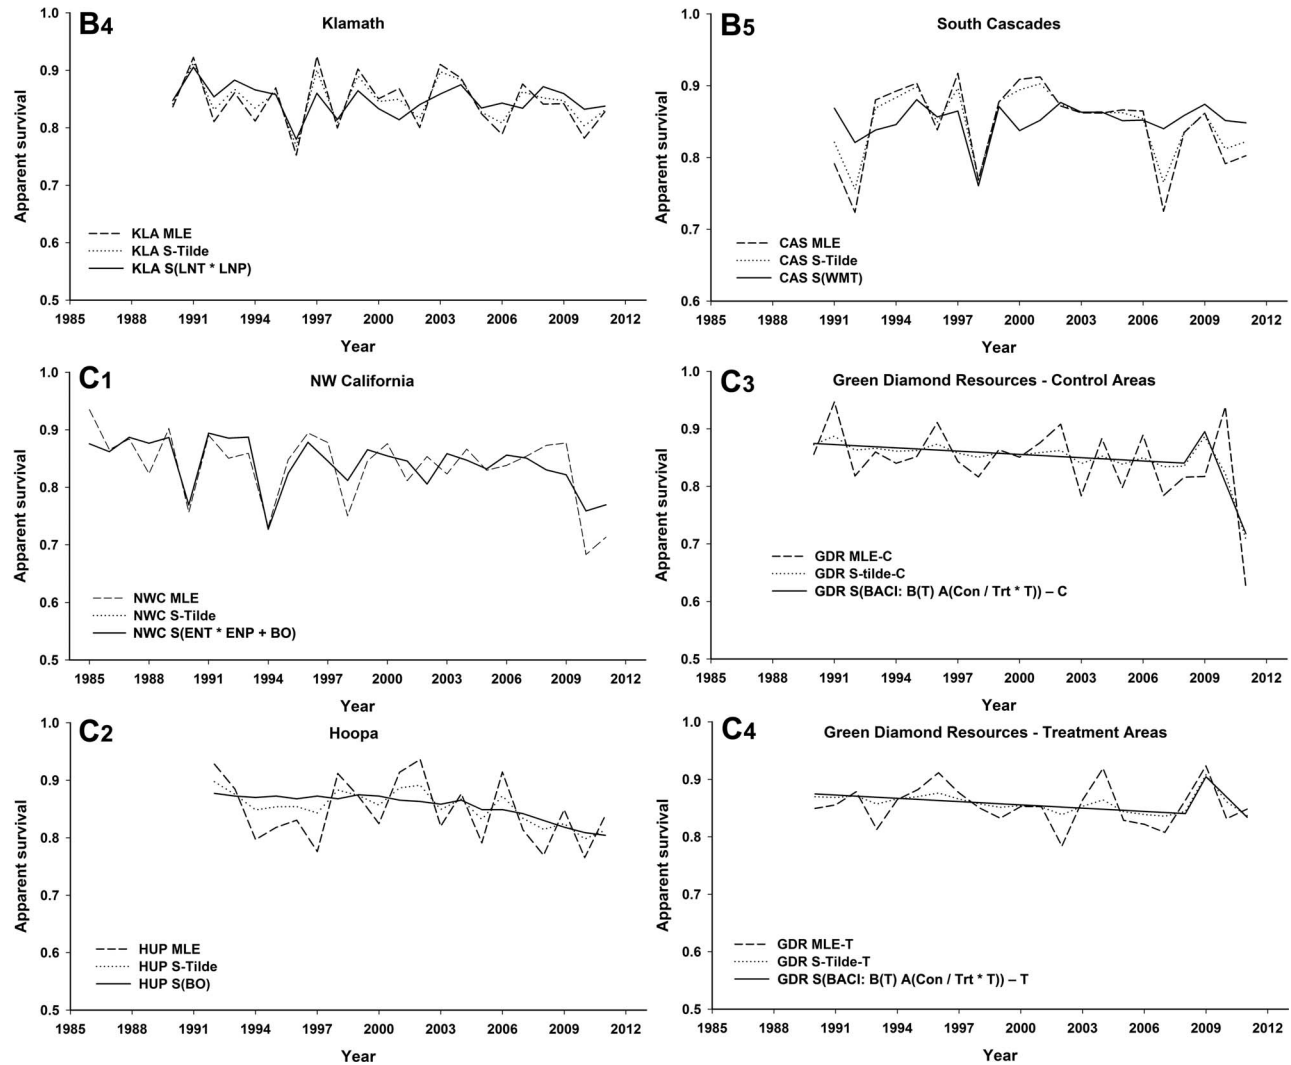 B4
Klamath
Apparent survival
1.0
0.9
0.8
0.7
0.6
0.5
KLA MLE
KLA S-Tilde
KLA S(LNT * LNP)
1985 1988 1991 1994 1997 2000 2003 2006 2009 2012
Year
B5
South Cascades
Apparent survival
1.0
0.9
0.8
0.7
0.6
CAS MLE
CAS S-Tilde
CAS S(WMT)
1985 1988 1991 1994 1997 2000 2003 2006 2009 2012
Year
C1
NW California
Apparent survival
1.0
0.9
0.8
0.7
0.6
0.5
NWC MLE
NWC S-Tilde
NWC S(ENT * ENP + BO)
1985 1988 1991 1994 1997 2000 2003 2006 2009 2012
Year
C3
Green Diamond Resources - Control Areas
Apparent survival
1.0
0.9
0.8
0.7
0.6
0.5
GDR MLE-C
GDR S-tilde-C
GDR S(BACI: B(T) A(Con / Trt * T)) – C
1985 1988 1991 1994 1997 2000 2003 2006 2009 2012
Year
C2
Hoopa
Apparent survival
1.0
0.9
0.8
0.7
0.6
0.5
HUP MLE
HUP S-Tilde
HUP S(BO)
1985 1988 1991 1994 1997 2000 2003 2006 2009 2012
Year
C4
Green Diamond Resources - Treatment Areas
Apparent survival
1.0
0.9
0.8
0.7
0.6
0.5
GDR MLE-T
GDR S-Tilde-T
GDR S(BACI: B(T) A(Con / Trt * T)) – T
1985 1988 1991 1994 1997 2000 2003 2006 2009 2012
Year